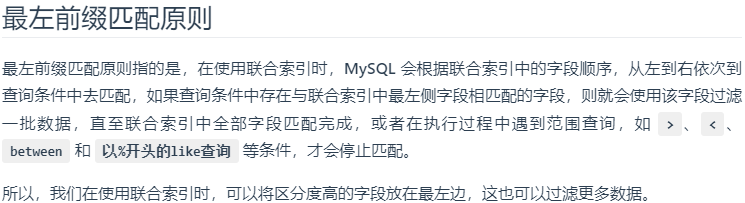 最左前缀匹配原则
最左前缀匹配原则指的是，在使用联合索引时，MySQL 会根据联合索引中的字段顺序，从左到右依次到
查询条件中去匹配，如果查询条件中存在与联合索引中最左侧字段相匹配的字段，则就会使用该字段过滤
一批数据，直至联合索引中全部字段匹配完成，或者在执行过程中遇到范围查询，如 > 、 < 、
between 和 以%开头的like查询 等条件，才会停止匹配。
所以，我们在使用联合索引时，可以将区分度高的字段放在最左边，这也可以过滤更多数据。